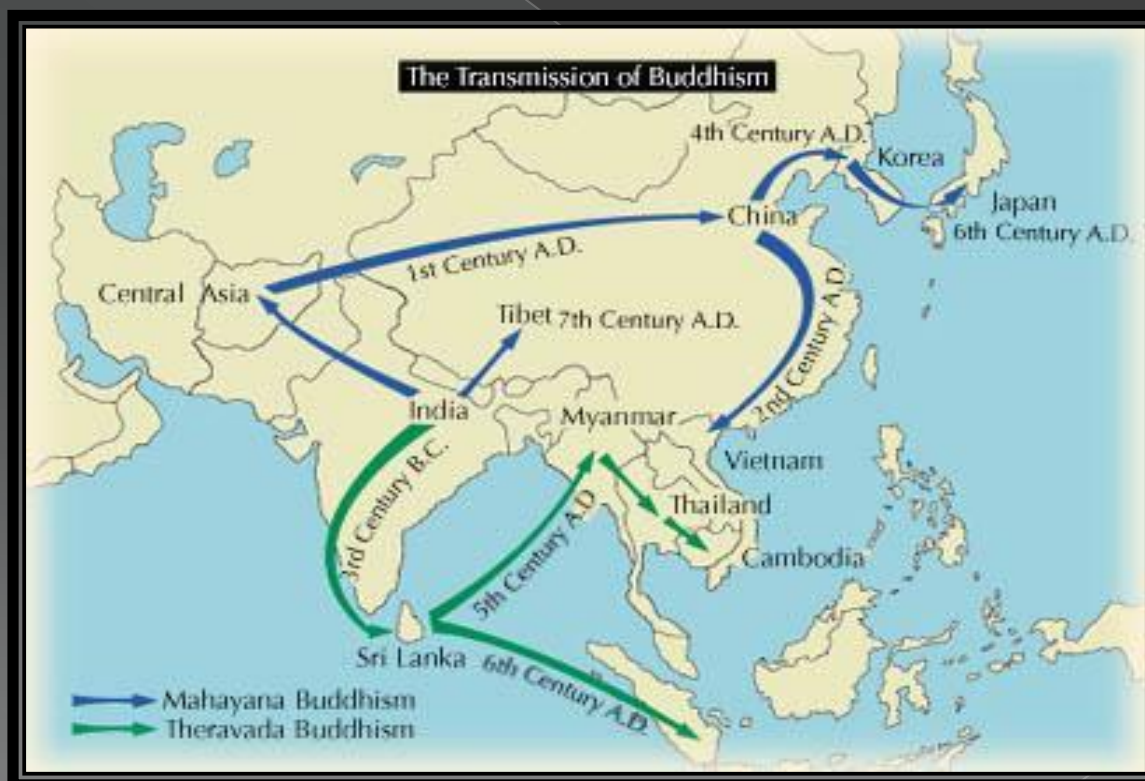 The Transmission of Buddhism
4th Century A.D.
Korea
Japan
6th Century A.D.
China
1st Century A.D.
Central Asia
Tibet 7th Century A.D.
2nd Century A.D.
India
Myanmar
Vietnam
3rd Century B.C.
Thailand
5th Century A.D
Cambodia
Sri Lanka
6th Century A.D.
Mahayana Buddhism
Theravada Buddhism